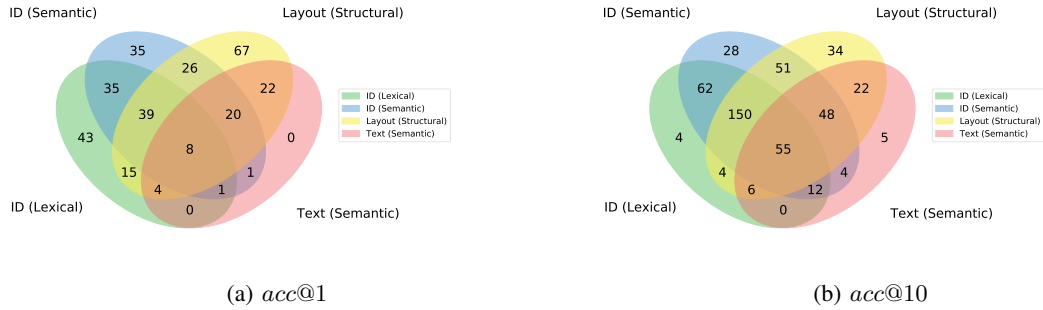 ID (Semantic)
Layout (Structural)
35
67
26
35
22
39
20
43
0
8
15
1
4
1
0
ID (Lexical)
Text (Semantic)
ID (Lexical)
ID (Semantic)
Layout (Structural)
Text (Semantic)
(a) acc@1
ID (Semantic)
Layout (Structural)
28
34
51
62
22
150
48
4
5
55
4
4
6
12
0
ID (Lexical)
Text (Semantic)
ID (Lexical)
ID (Semantic)
Layout (Structural)
Text (Semantic)
(b) acc@10